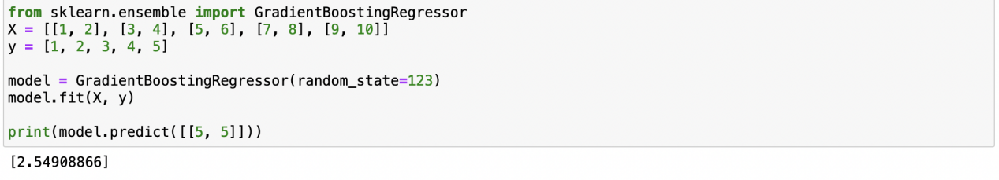 from sklearn.ensemble import GradientBoostingRegressor
X = [[1, 2], [3, 4], [5, 6], [7, 8], [9, 10]]
y = [1, 2, 3, 4, 5]

model = GradientBoostingRegressor(random_state=123)
model.fit(X, y)

print(model.predict([[5, 5]]))
[2.54908866]